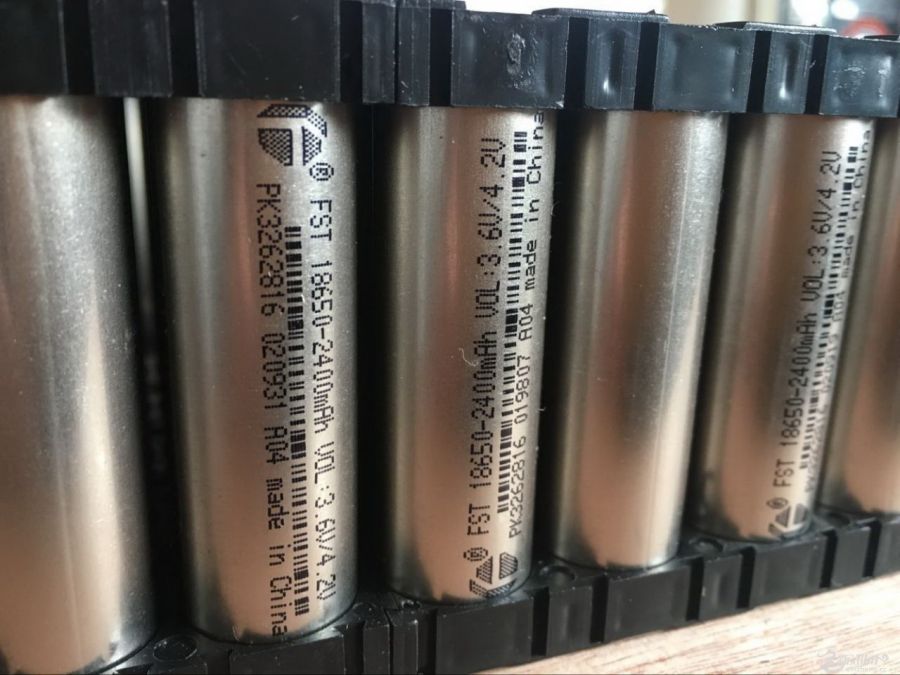 FST 18650-2400mAh VOL:3.6V/4.2V
PK3262816 020931 A04 made in China
FST 18650-2400mAh VOL:3.6V/4.2V
PK3262816 019807 A04 made in China
FST 18650-2400mAh VOL:3.6V/4.2V
A04 made in China